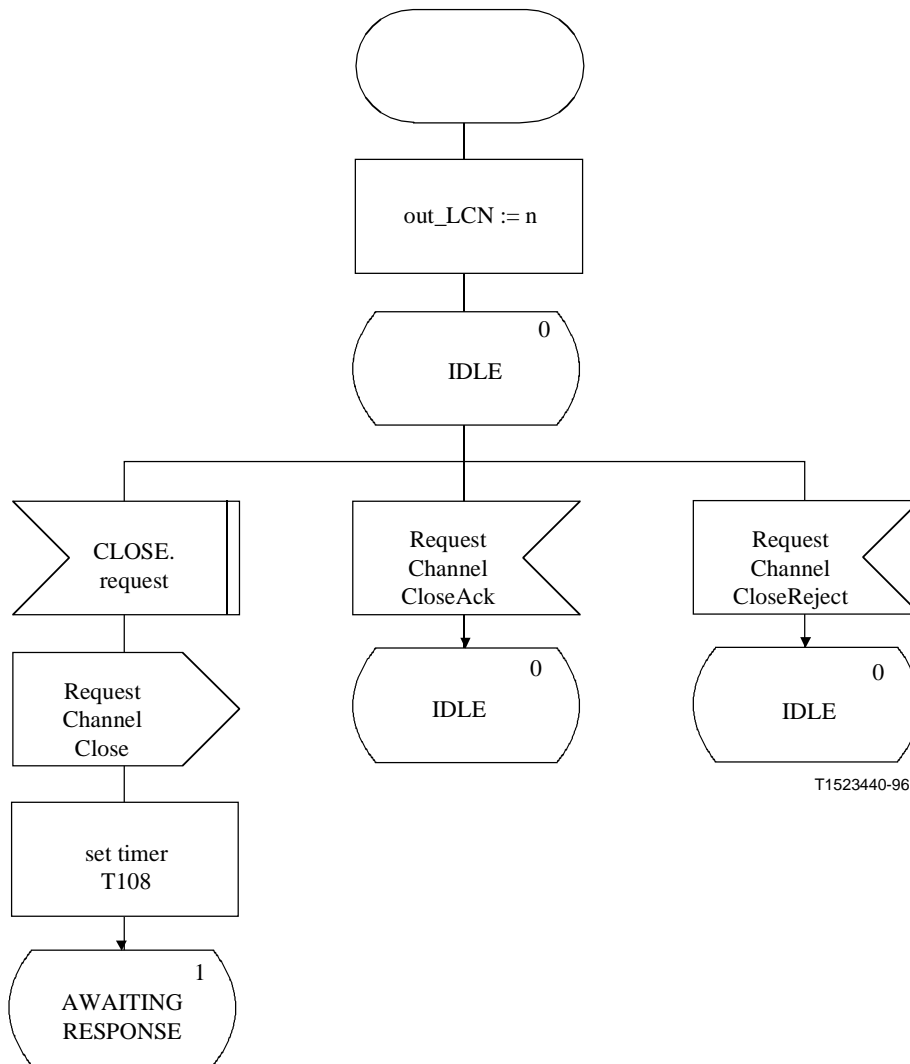 out_LCN := n
0
IDLE
CLOSE.
request
Request
Channel
CloseAck
Request
Channel
CloseReject
Request
Channel
Close
0
IDLE
0
IDLE
T1523440-96
set timer
T108
1
AWAITING
RESPONSE